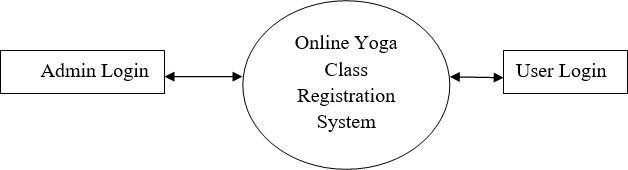 Admin Login
Online Yoga
Class
Registration
System
User Login